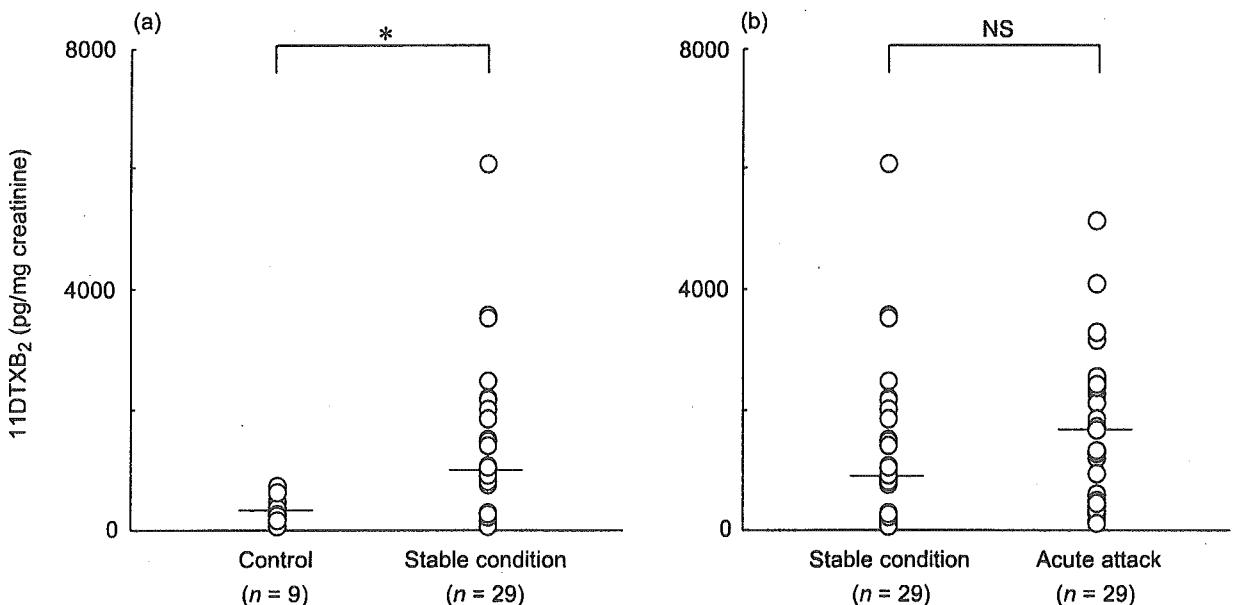 (a)
*
8000
4000
0
11DTXB₂ (pg/mg creatinine)
Control
(n = 9)
Stable condition
(n = 29)
(b)
NS
8000
4000
0
Stable condition
(n = 29)
Acute attack
(n = 29)